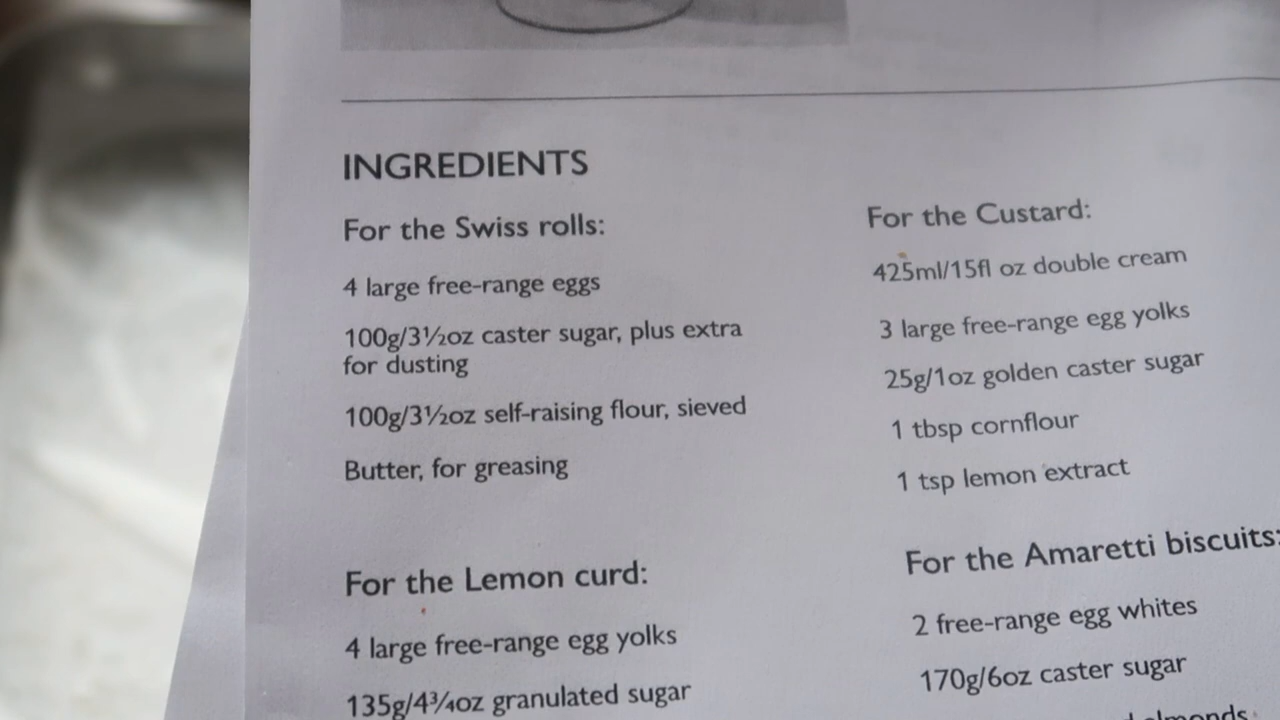 INGREDIENTS
For the Swiss rolls:
4 large free-range eggs
100g/3½oz caster sugar, plus extra
for dusting
100g/3½oz self-raising flour, sieved
Butter, for greasing
For the Lemon curd:
4 large free-range egg yolks
135g/4¾oz granulated sugar
For the Custard:
425ml/15fl oz double cream
3 large free-range egg yolks
25g/1oz golden caster sugar
1 tbsp cornflour
1 tsp lemon extract
For the Amaretti biscuits:
2 free-range egg whites
170g/6oz caster sugar
almonds